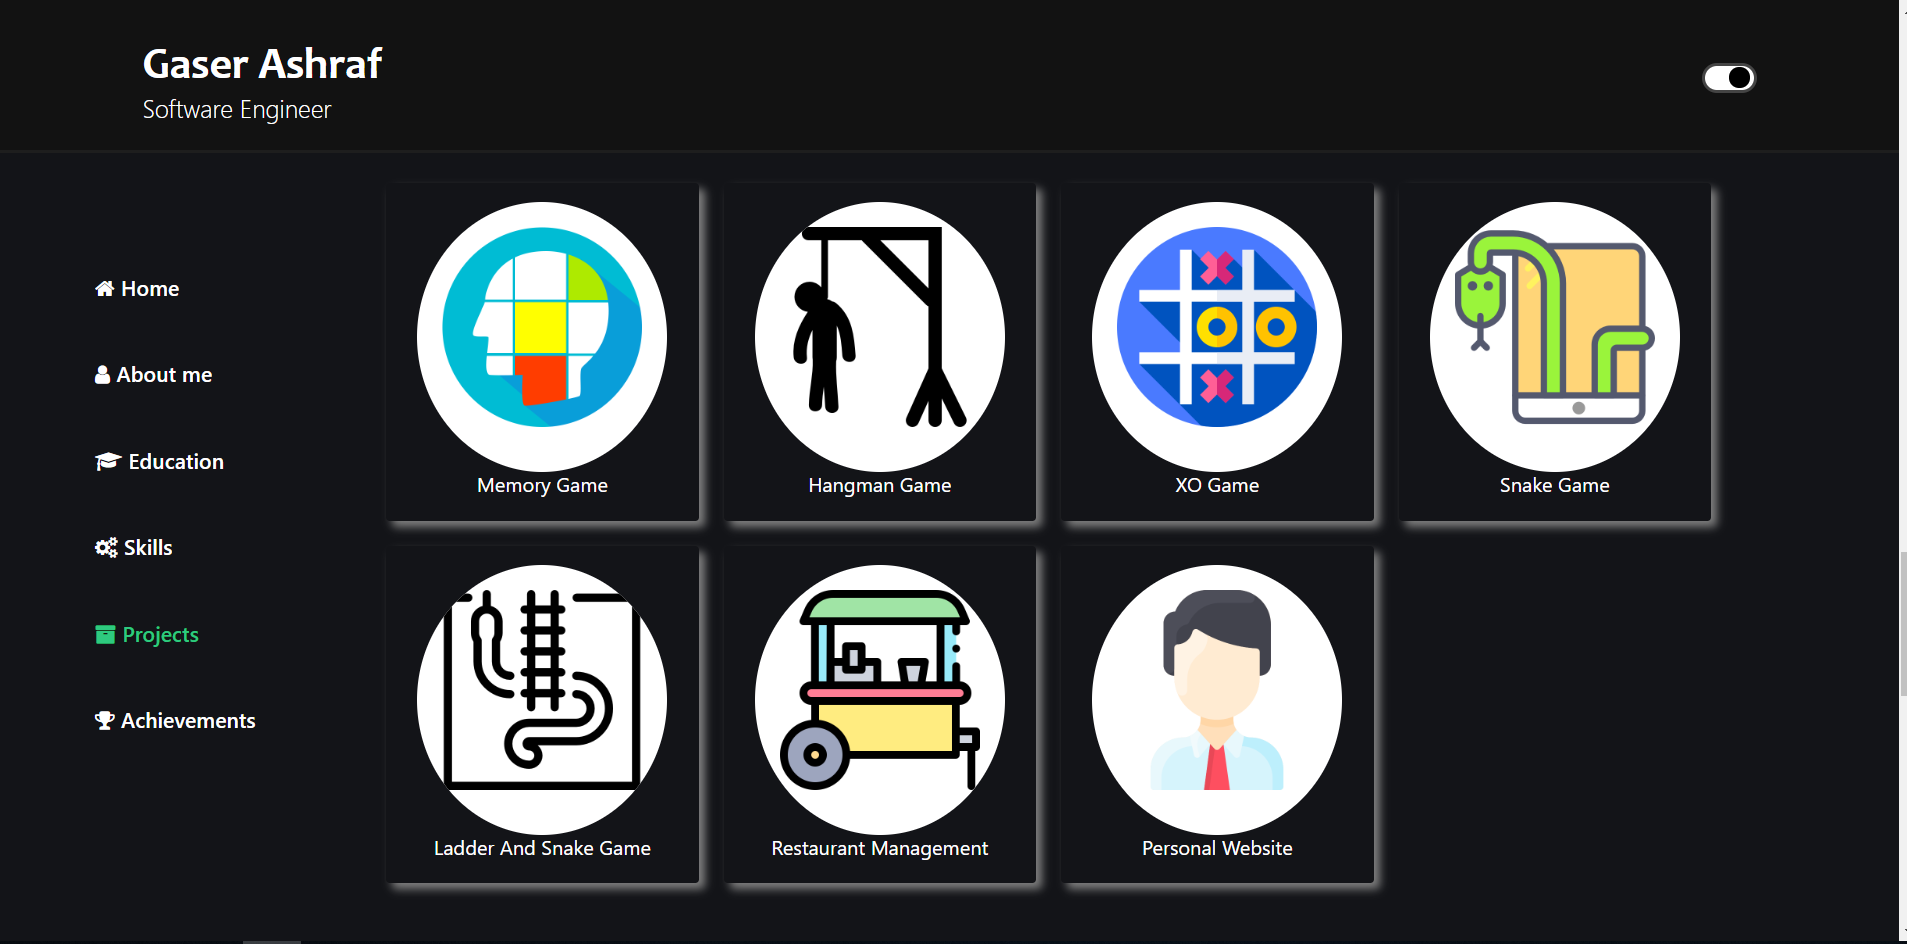 Gaser Ashraf
Software Engineer
Home
About me
Education
Skills
Projects
Achievements
Memory Game
Hangman Game
XO Game
Snake Game
Ladder And Snake Game
Restaurant Management
Personal Website